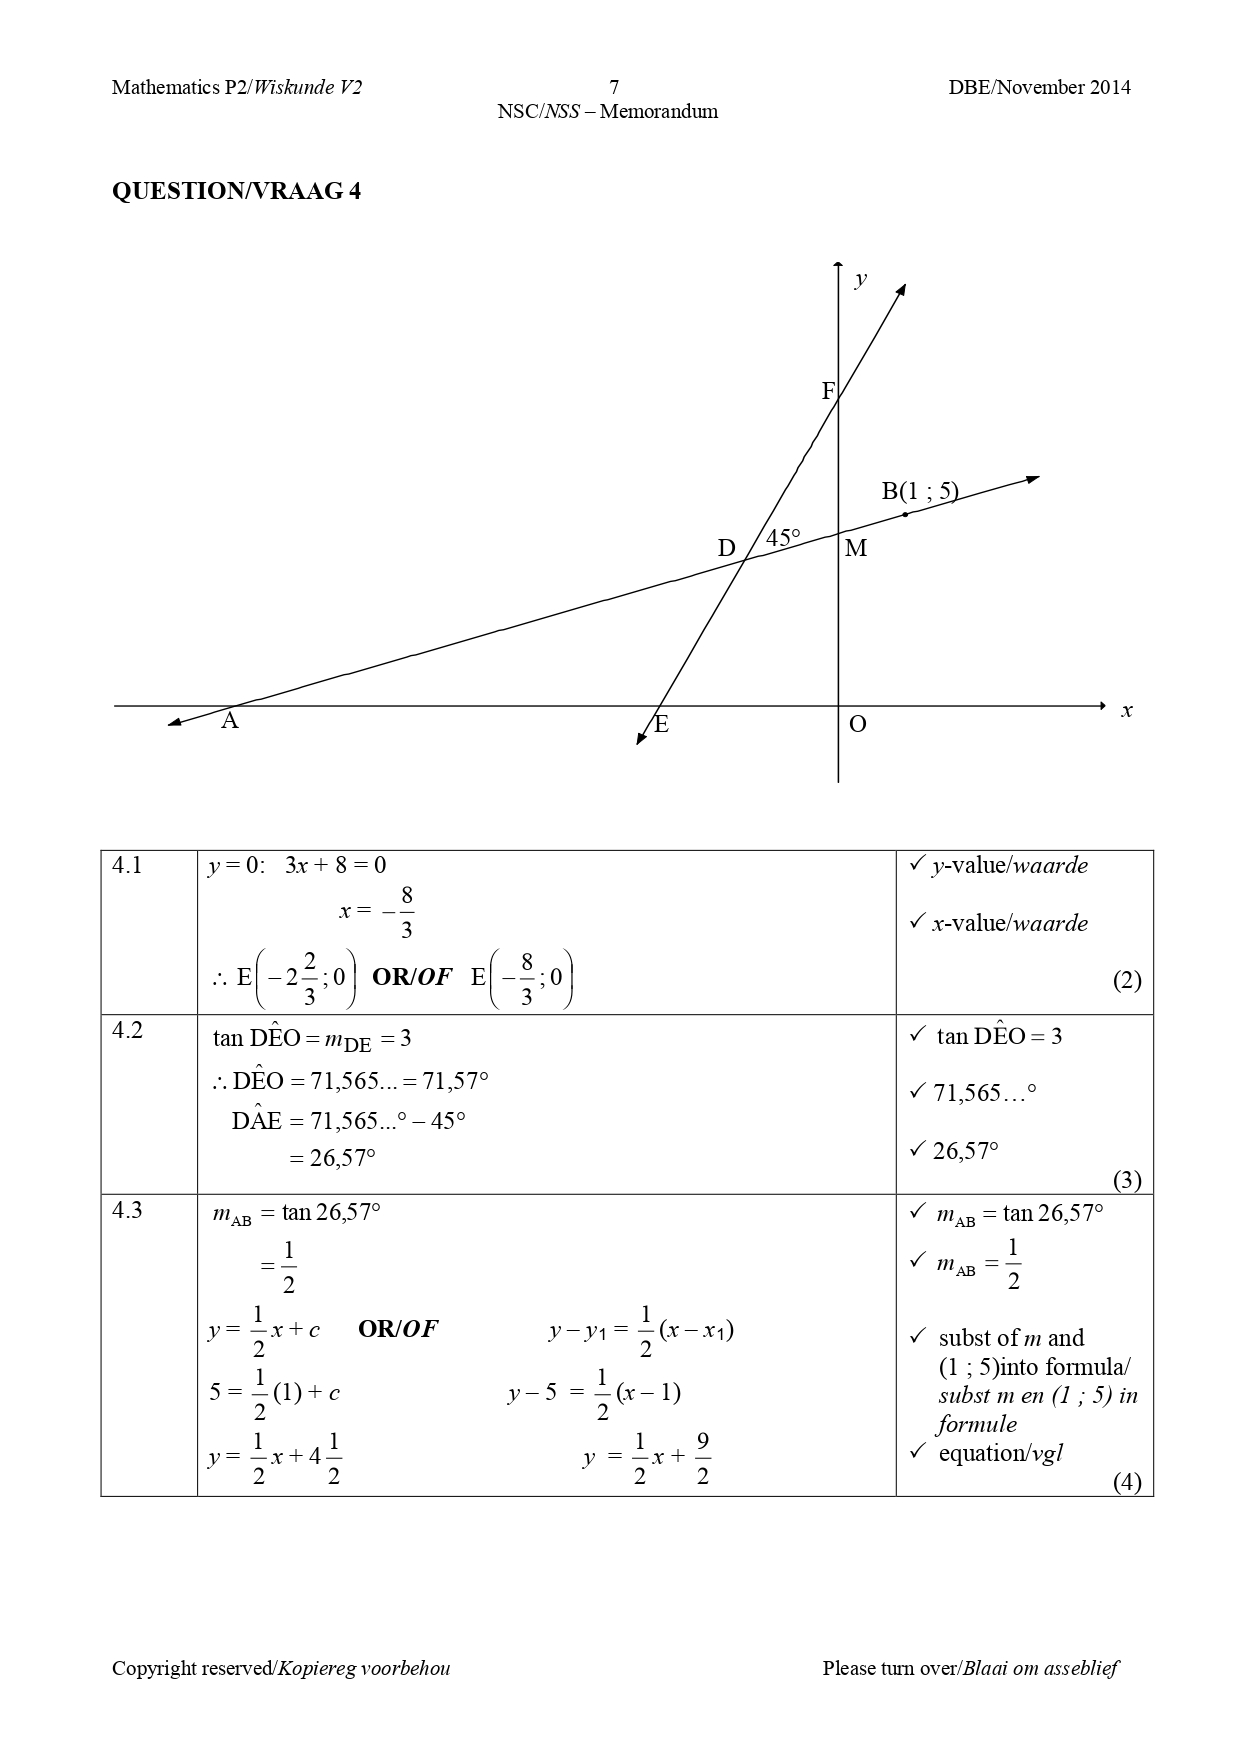 Mathematics P2/Wiskunde V2 7 DBE/November 2014
NSC/NSS – Memorandum
QUESTION/VRAAG 4
y
F
B(1 ; 5)
D 45° M
A E O x
4.1 y = 0: 3x + 8 = 0 ✓ y-value/waarde
x = −8/3 ✓ x-value/waarde
∴ E(−2 2/3 ; 0) OR/OF E(−8/3 ; 0) (2)
4.2 tan DÊO = m_DE = 3 ✓ tan DÊO = 3
∴ DÊO = 71,565... = 71,57° ✓ 71,565…°
DÂE = 71,565...° − 45°
= 26,57° ✓ 26,57°
(3)
4.3 m_AB = tan 26,57° ✓ m_AB = tan 26,57°
= 1/2 ✓ m_AB = 1/2
y = 1/2 x + c OR/OF y – y₁ = 1/2 (x – x₁) ✓ subst of m and
(1 ; 5)into formula/
5 = 1/2 (1) + c y – 5 = 1/2 (x – 1) subst m en (1 ; 5) in
formule
y = 1/2 x + 4 1/2 y = 1/2 x + 9/2 ✓ equation/vgl
(4)
Copyright reserved/Kopiereg voorbehou Please turn over/Blaai om asseblief